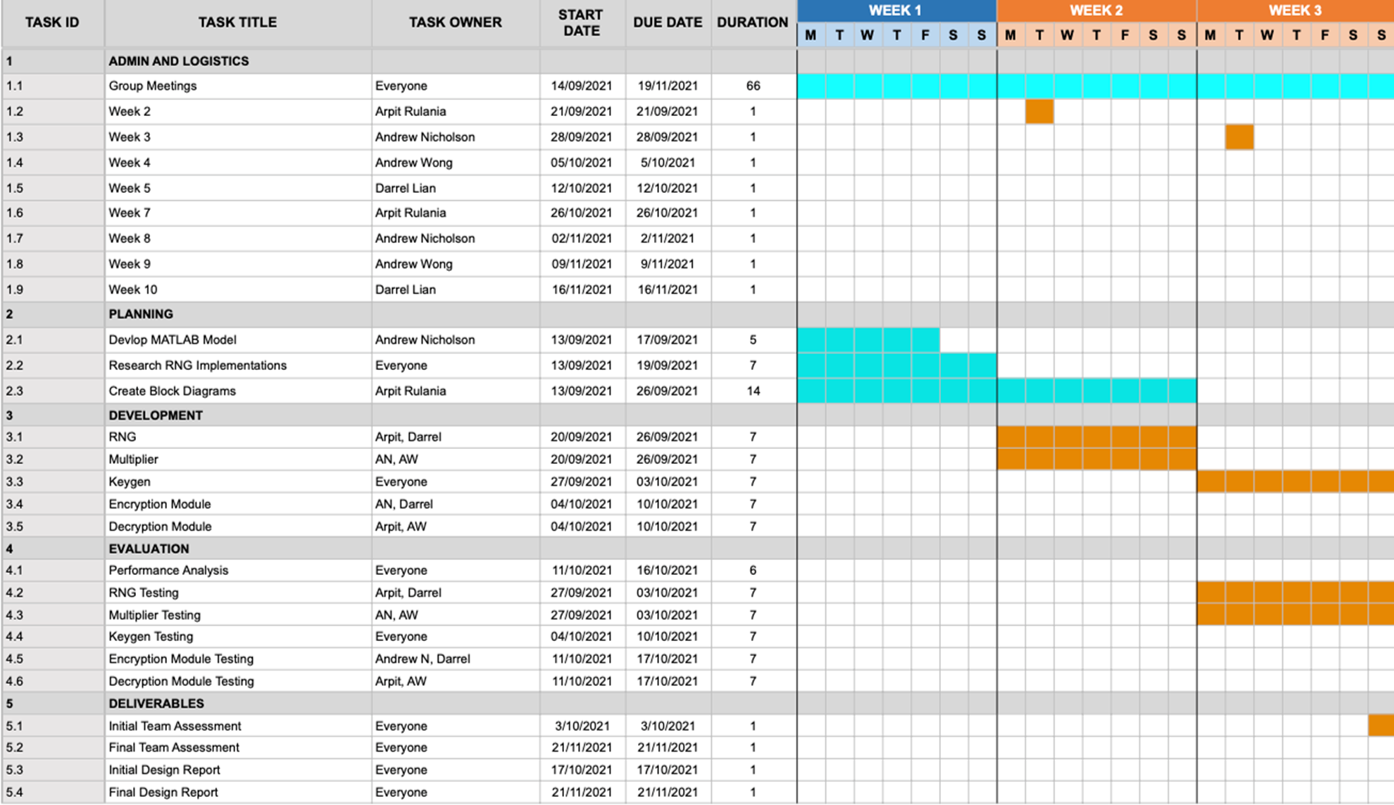 TASK ID TASK TITLE TASK OWNER START DATE DUE DATE DURATION WEEK 1 WEEK 2 WEEK 3
M T W T F S S M T W T F S S M T W T F S S
1 ADMIN AND LOGISTICS
1.1 Group Meetings Everyone 14/09/2021 19/11/2021 66
1.2 Week 2 Arpit Rulania 21/09/2021 21/09/2021 1
1.3 Week 3 Andrew Nicholson 28/09/2021 28/09/2021 1
1.4 Week 4 Andrew Wong 05/10/2021 5/10/2021 1
1.5 Week 5 Darrel Lian 12/10/2021 12/10/2021 1
1.6 Week 7 Arpit Rulania 26/10/2021 26/10/2021 1
1.7 Week 8 Andrew Nicholson 02/11/2021 2/11/2021 1
1.8 Week 9 Andrew Wong 09/11/2021 9/11/2021 1
1.9 Week 10 Darrel Lian 16/11/2021 16/11/2021 1
2 PLANNING
2.1 Devlop MATLAB Model Andrew Nicholson 13/09/2021 17/09/2021 5
2.2 Research RNG Implementations Everyone 13/09/2021 19/09/2021 7
2.3 Create Block Diagrams Arpit Rulania 13/09/2021 26/09/2021 14
3 DEVELOPMENT
3.1 RNG Arpit, Darrel 20/09/2021 26/09/2021 7
3.2 Multiplier AN, AW 20/09/2021 26/09/2021 7
3.3 Keygen Everyone 27/09/2021 03/10/2021 7
3.4 Encryption Module AN, Darrel 04/10/2021 10/10/2021 7
3.5 Decryption Module Arpit, AW 04/10/2021 10/10/2021 7
4 EVALUATION
4.1 Performance Analysis Everyone 11/10/2021 16/10/2021 6
4.2 RNG Testing Arpit, Darrel 27/09/2021 03/10/2021 7
4.3 Multiplier Testing AN, AW 27/09/2021 03/10/2021 7
4.4 Keygen Testing Everyone 04/10/2021 10/10/2021 7
4.5 Encryption Module Testing Andrew N, Darrel 11/10/2021 17/10/2021 7
4.6 Decryption Module Testing Arpit, AW 11/10/2021 17/10/2021 7
5 DELIVERABLES
5.1 Initial Team Assessment Everyone 3/10/2021 3/10/2021 1
5.2 Final Team Assessment Everyone 21/11/2021 21/11/2021 1
5.3 Initial Design Report Everyone 17/10/2021 17/10/2021 1
5.4 Final Design Report Everyone 21/11/2021 21/11/2021 1